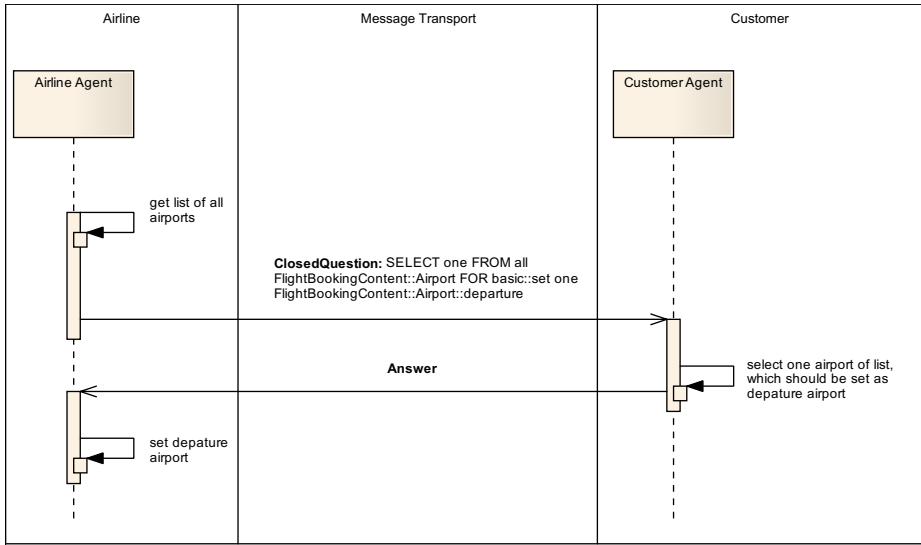 Airline
Message Transport
Customer
Airline Agent
Customer Agent
get list of all
airports
ClosedQuestion: SELECT one FROM all
FlightBookingContent::Airport FOR basic::set one
FlightBookingContent::Airport::departure
Answer
select one airport of list,
which should be set as
depature airport
set depature
airport